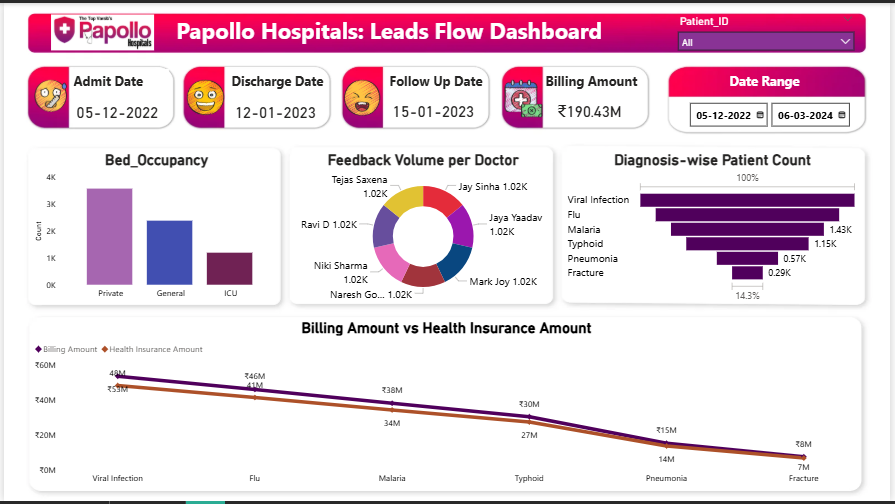 The Top Vaidu's
Papollo
Hospitals
Papollo Hospitals: Leads Flow Dashboard
Patient_ID
All
Admit Date
05-12-2022
Discharge Date
12-01-2023
Follow Up Date
15-01-2023
Billing Amount
₹190.43M
Date Range
05-12-2022
06-03-2024
Bed_Occupancy
4K
3K
2K
1K
0K
Count
Private
General
ICU
Feedback Volume per Doctor
Tejas Saxena
1.02K
Jay Sinha 1.02K
Jaya Yaadav
1.02K
Ravi D 1.02K
Niki Sharma
1.02K
Mark Joy 1.02K
Naresh Go... 1.02K
Diagnosis-wise Patient Count
100%
Viral Infection
Flu
Malaria 1.43K
Typhoid 1.15K
Pneumonia 0.57K
Fracture 0.29K
14.3%
Billing Amount vs Health Insurance Amount
Billing Amount Health Insurance Amount
₹60M
₹40M
₹20M
₹0M
48M
₹53M
₹46M
41M
₹38M
34M
₹30M
27M
₹15M
14M
₹8M
7M
Viral Infection
Flu
Malaria
Typhoid
Pneumonia
Fracture